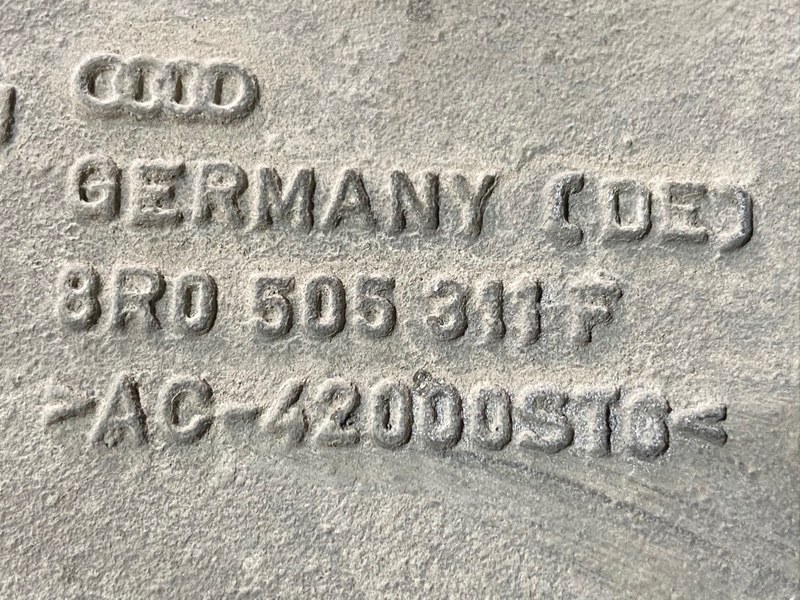 GERMANY (DE)
8R0 505 311 F
>AC-42000ST6<